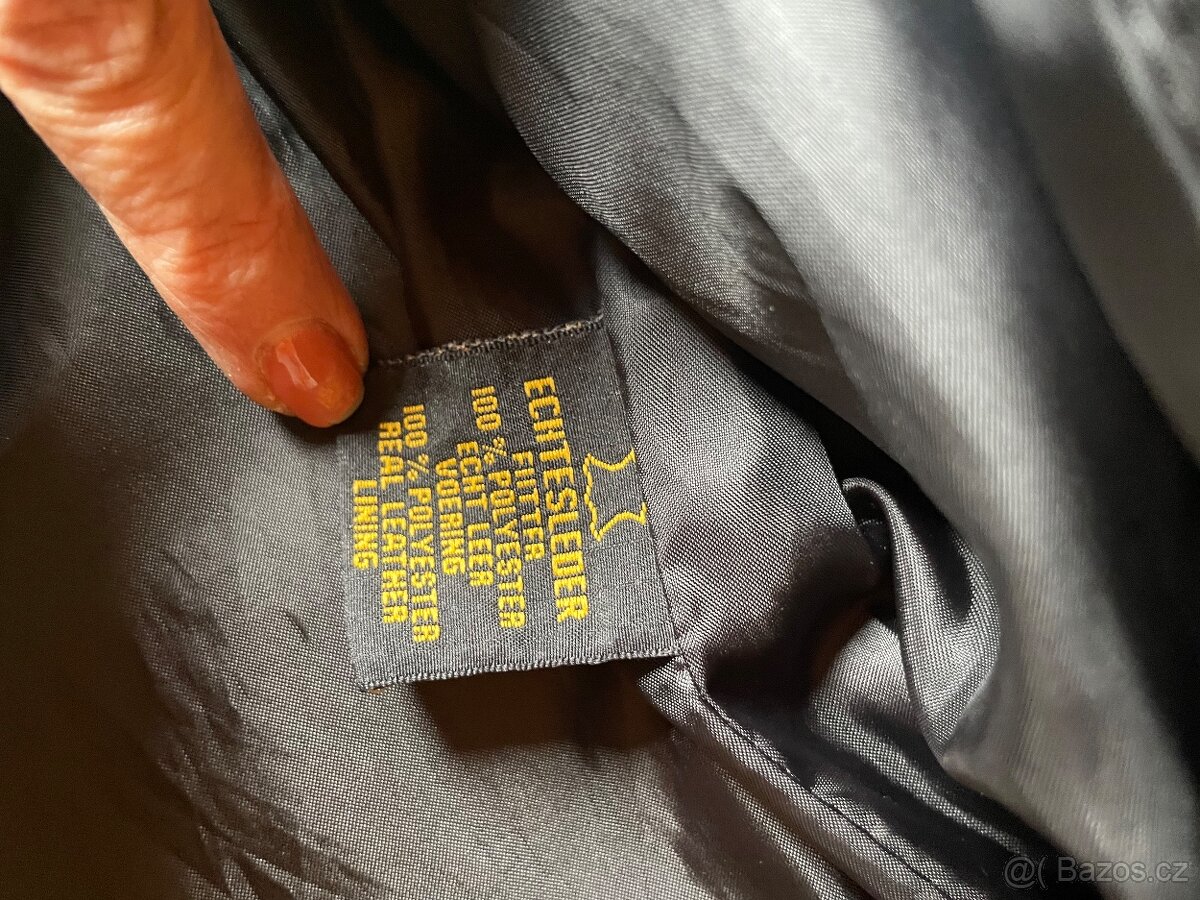 ECHTESLEDER
FUTTER
100 % POLYESTER
ECHT LEER
VOERING
100 % POLYESTER
REAL LEATHER
LINING
@( Bazos.cz